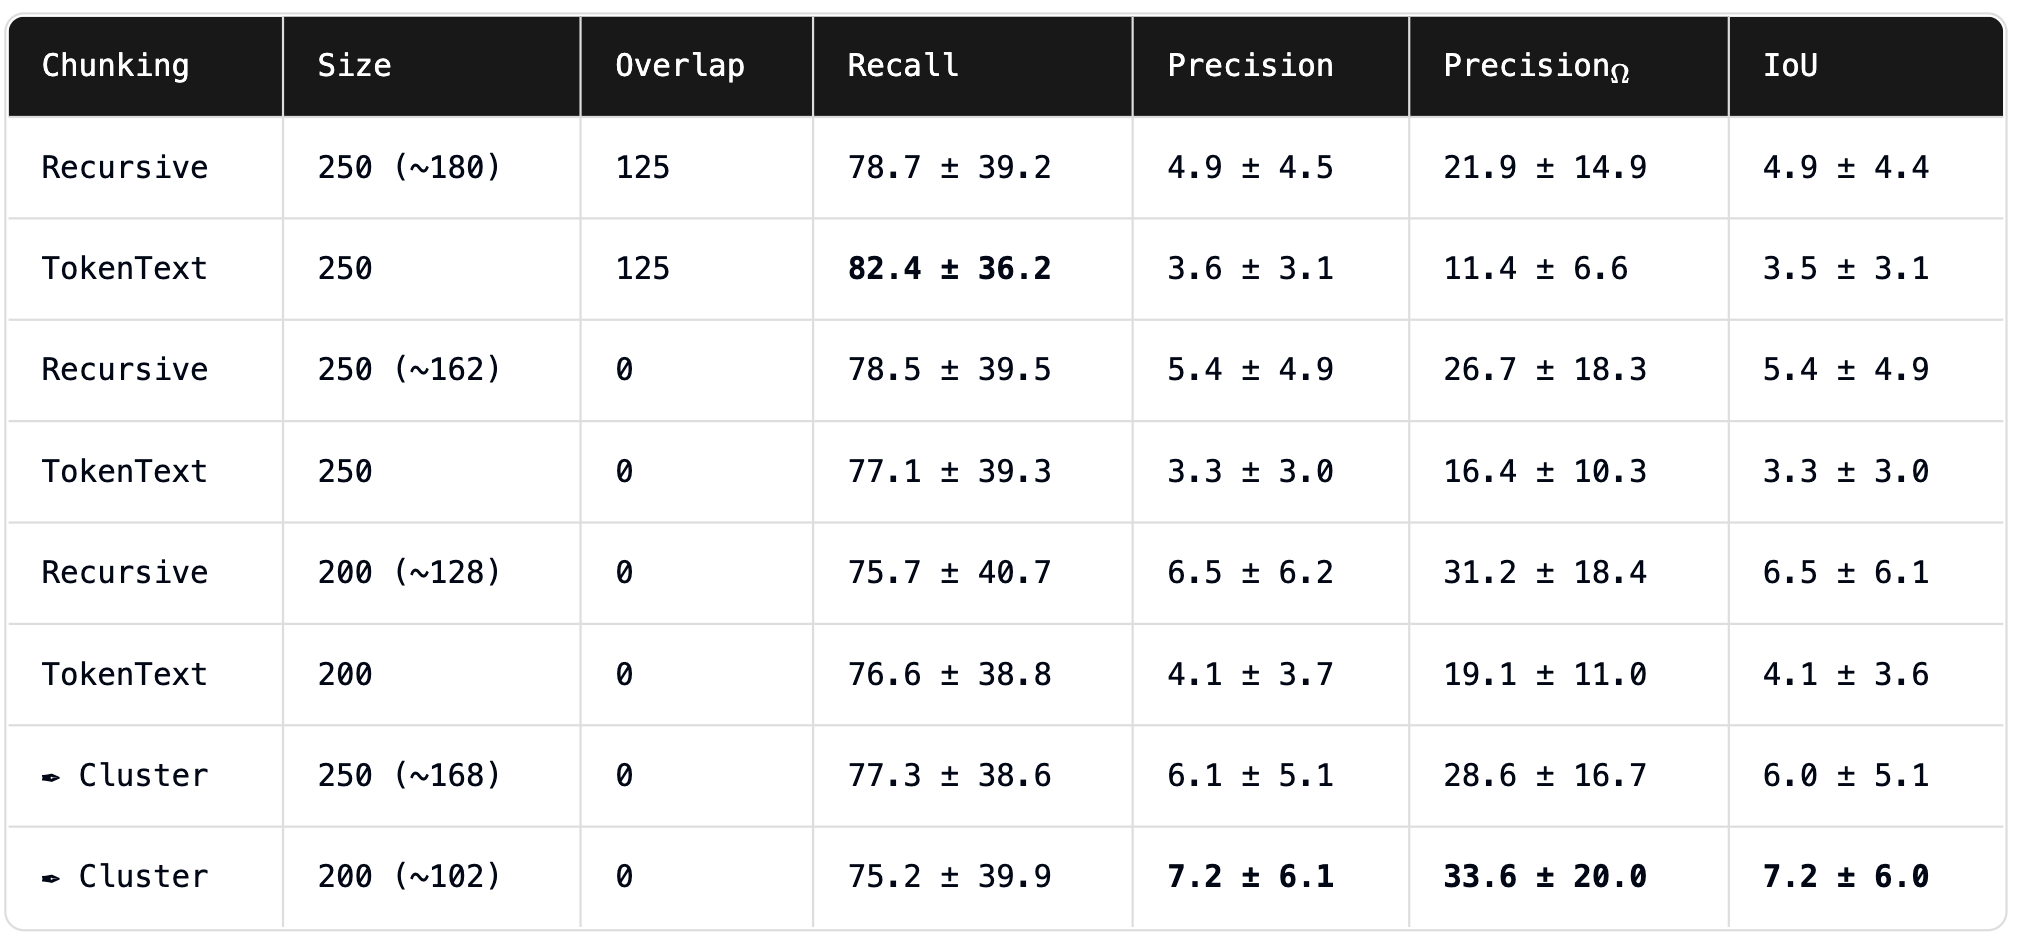 Chunking Size Overlap Recall Precision PrecisionΩ IoU
Recursive 250 (~180) 125 78.7 ± 39.2 4.9 ± 4.5 21.9 ± 14.9 4.9 ± 4.4
TokenText 250 125 82.4 ± 36.2 3.6 ± 3.1 11.4 ± 6.6 3.5 ± 3.1
Recursive 250 (~162) 0 78.5 ± 39.5 5.4 ± 4.9 26.7 ± 18.3 5.4 ± 4.9
TokenText 250 0 77.1 ± 39.3 3.3 ± 3.0 16.4 ± 10.3 3.3 ± 3.0
Recursive 200 (~128) 0 75.7 ± 40.7 6.5 ± 6.2 31.2 ± 18.4 6.5 ± 6.1
TokenText 200 0 76.6 ± 38.8 4.1 ± 3.7 19.1 ± 11.0 4.1 ± 3.6
✒ Cluster 250 (~168) 0 77.3 ± 38.6 6.1 ± 5.1 28.6 ± 16.7 6.0 ± 5.1
✒ Cluster 200 (~102) 0 75.2 ± 39.9 7.2 ± 6.1 33.6 ± 20.0 7.2 ± 6.0